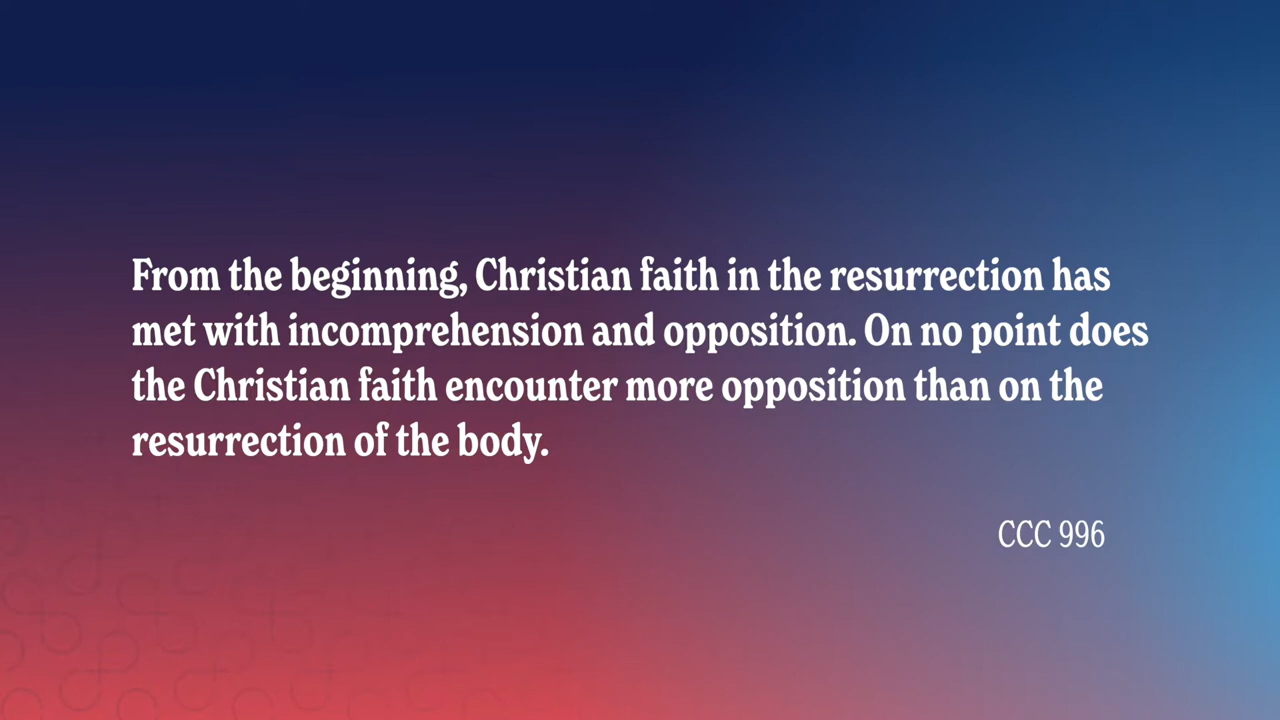 From the beginning, Christian faith in the resurrection has
met with incomprehension and opposition. On no point does
the Christian faith encounter more opposition than on the
resurrection of the body.
CCC 996